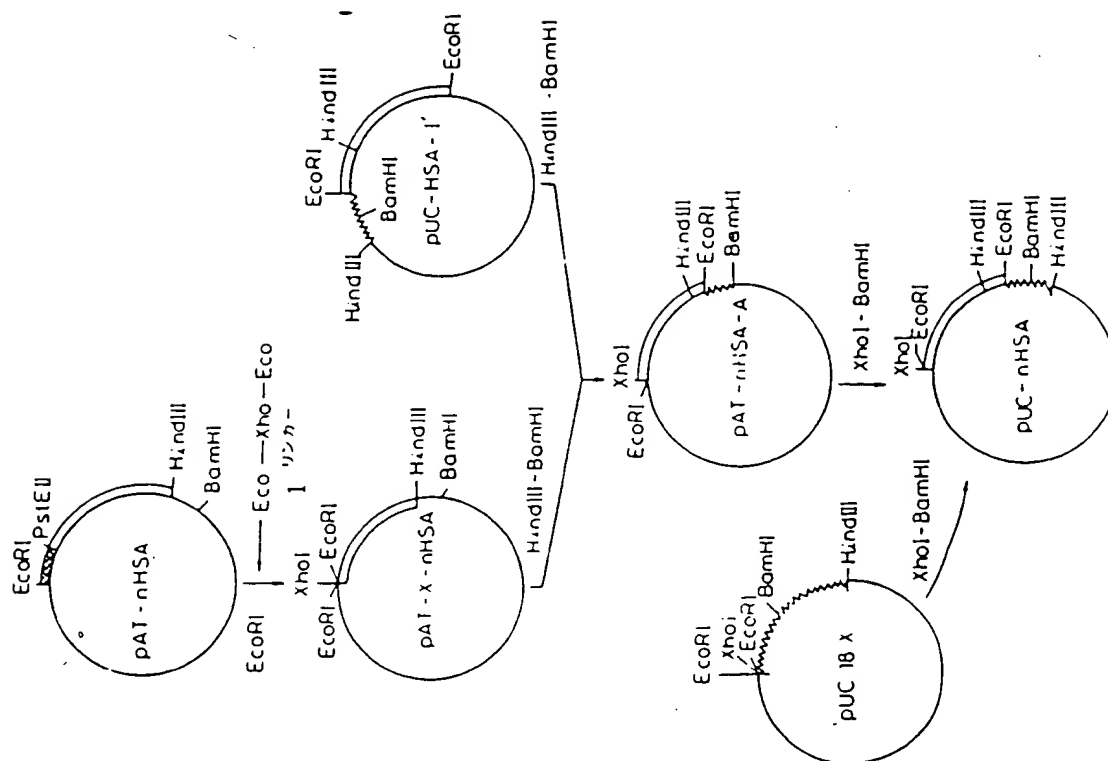 EcoRI
PstEII
HindIII
BamHI
pAT-nHSA
EcoRI
Eco—Xho—Eco
リンカー
1
XhoI
EcoRI
EcoRI
HindIII
BamHI
pAT-X-nHSA
HindIII-BamHI
EcoRI
HindIII
EcoRI
BamHI
HindIII
pUC-HSA-I'
HindIII-BamHI
XhoI
EcoRI
HindIII
EcoRI
BamHI
pAT-nHSA-A
XhoI-BamHI
EcoRI
XhoI
EcoRI
BamHI
HindIII
pUC 18 X
XhoI-BamHI
XhoI
EcoRI
HindIII
EcoRI
BamHI
HindIII
pUC-nHSA